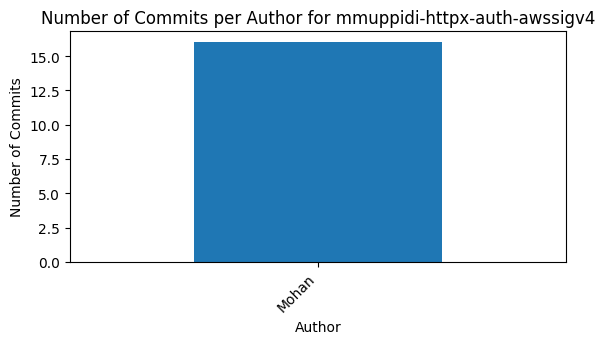 Number of Commits per Author for mmuppidi-httpx-auth-awssigv4
15.0
12.5
10.0
7.5
5.0
2.5
0.0
Number of Commits
Mohan
Author